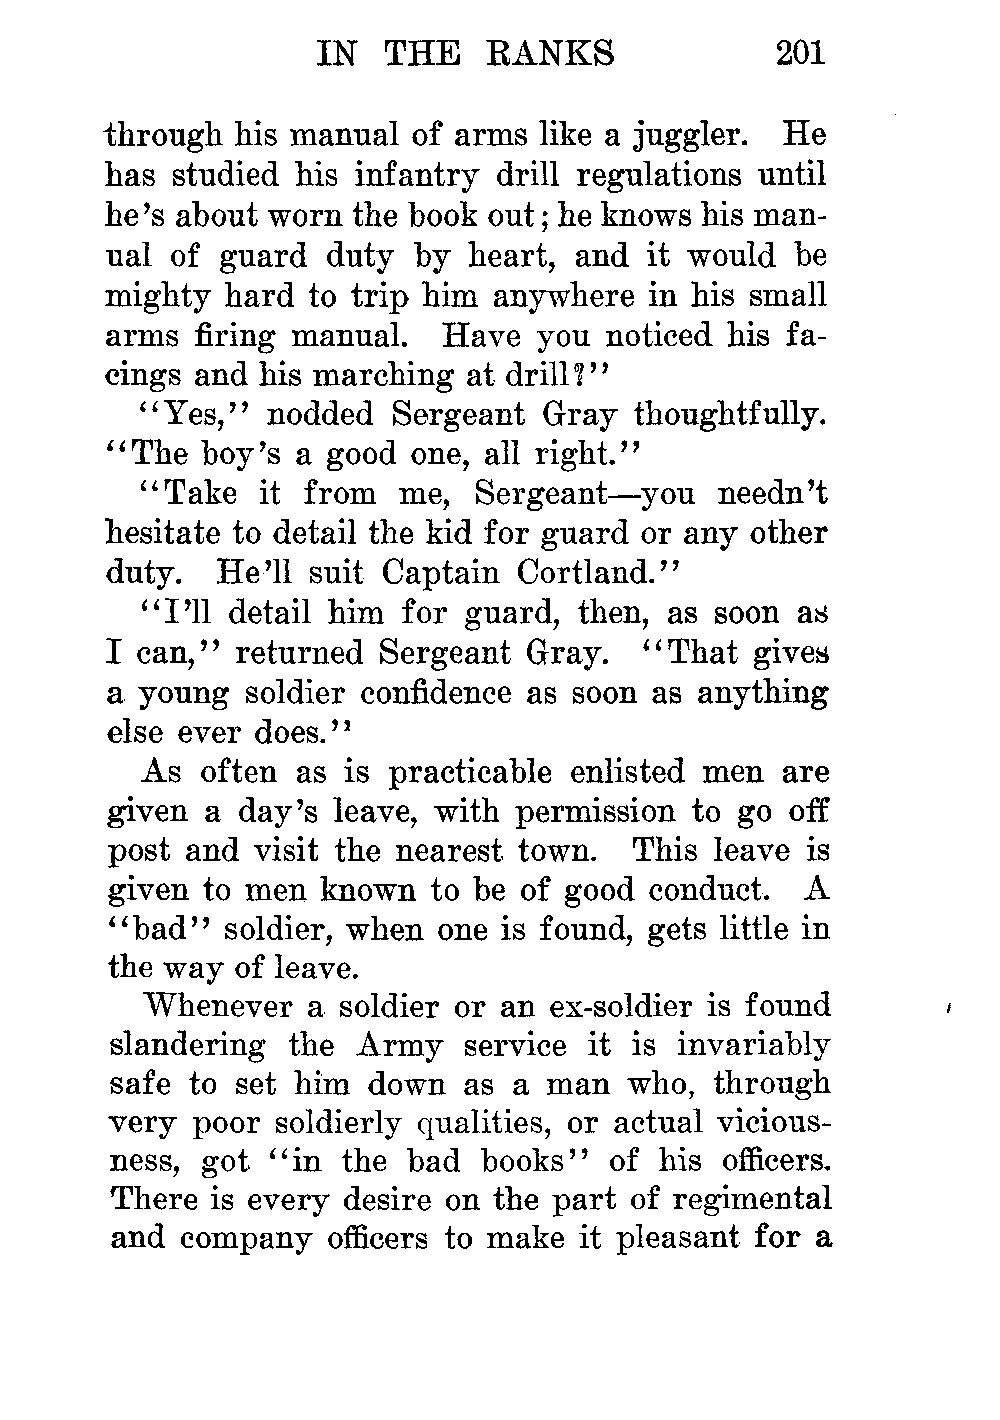 IN THE RANKS 201
through his manual of arms like a juggler. He
has studied his infantry drill regulations until
he's about worn the book out; he knows his man-
ual of guard duty by heart, and it would be
mighty hard to trip him anywhere in his small
arms firing manual. Have you noticed his fa-
cings and his marching at drill?"
"Yes," nodded Sergeant Gray thoughtfully.
"The boy's a good one, all right."
"Take it from me, Sergeant—you needn't
hesitate to detail the kid for guard or any other
duty. He'll suit Captain Cortland."
"I'll detail him for guard, then, as soon as
I can," returned Sergeant Gray. "That gives
a young soldier confidence as soon as anything
else ever does."
As often as is practicable enlisted men are
given a day's leave, with permission to go off
post and visit the nearest town. This leave is
given to men known to be of good conduct. A
"bad" soldier, when one is found, gets little in
the way of leave.
Whenever a soldier or an ex-soldier is found
slandering the Army service it is invariably
safe to set him down as a man who, through
very poor soldierly qualities, or actual vicious-
ness, got "in the bad books" of his officers.
There is every desire on the part of regimental
and company officers to make it pleasant for a